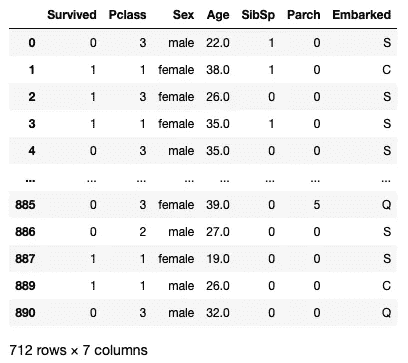 Survived Pclass Sex Age SibSp Parch Embarked
0 0 3 male 22.0 1 0 S
1 1 1 female 38.0 1 0 C
2 1 3 female 26.0 0 0 S
3 1 1 female 35.0 1 0 S
4 0 3 male 35.0 0 0 S
... ... ... ... ... ... ... ...
885 0 3 female 39.0 0 5 Q
886 0 2 male 27.0 0 0 S
887 1 1 female 19.0 0 0 S
889 1 1 male 26.0 0 0 C
890 0 3 male 32.0 0 0 Q
712 rows × 7 columns